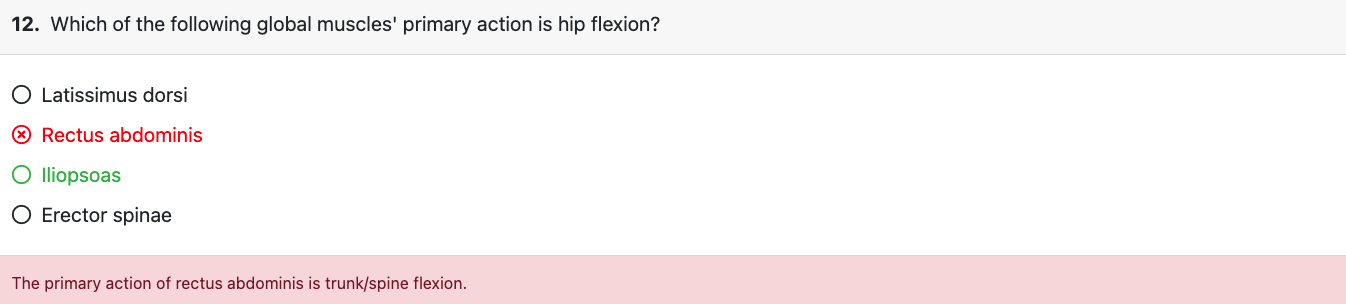 12. Which of the following global muscles' primary action is hip flexion?
Latissimus dorsi
Rectus abdominis
Iliopsoas
Erector spinae
The primary action of rectus abdominis is trunk/spine flexion.